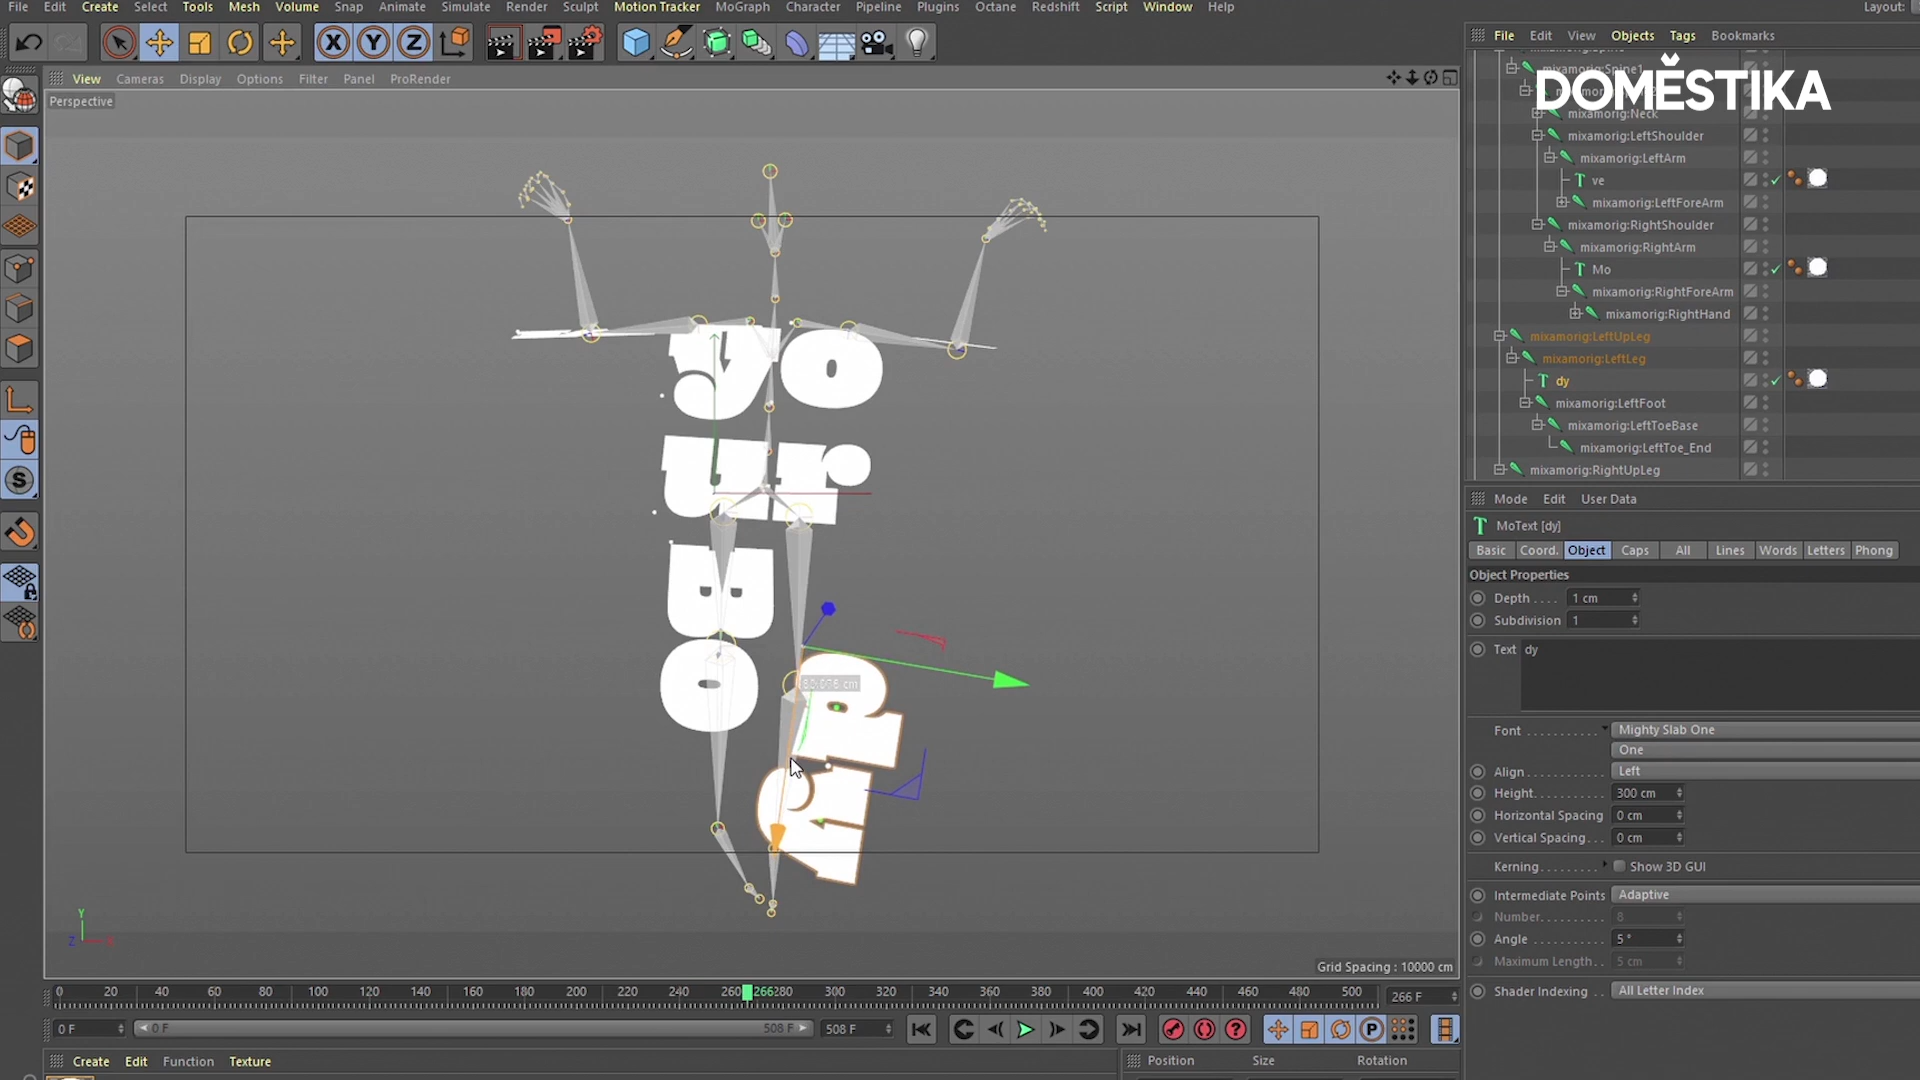 File Edit Create Select Tools Mesh Volume Snap Animate Simulate Render Sculpt Motion Tracker MoGraph Character Pipeline Plugins Octane Redshift Script Window Help Layout:
X Y Z
File Edit View Objects Tags Bookmarks
View Cameras Display Options Filter Panel ProRender
Perspective
mixamorig:Spine1
DOMĚSTIKA
mixamorig:Neck
mixamorig:LeftShoulder
mixamorig:LeftArm
ve
mixamorig:LeftForeArm
mixamorig:RightShoulder
mixamorig:RightArm
Mo
mixamorig:RightForeArm
mixamorig:RightHand
mixamorig:LeftUpLeg
mixamorig:LeftLeg
dy
mixamorig:LeftFoot
mixamorig:LeftToeBase
mixamorig:LeftToe_End
mixamorig:RightUpLeg
yo
ur
B
o
dy
Mode Edit User Data
MoText [dy]
Basic Coord. Object Caps All Lines Words Letters Phong
Object Properties
Depth .... 1 cm
Subdivision 1
Text dy
Font Mighty Slab One
One
Align Left
Height 300 cm
Horizontal Spacing 0 cm
Vertical Spacing 0 cm
Kerning Show 3D GUI
Intermediate Points Adaptive
Number 8
Angle 5 °
Maximum Length 5 cm
Shader Indexing All Letter Index
Y
Z X
Grid Spacing : 10000 cm
0 20 40 60 80 100 120 140 160 180 200 220 240 260 266 280 300 320 340 360 380 400 420 440 460 480 500 266 F
0 F 0 F 508 F 508 F P
Create Edit Function Texture Position Size Rotation